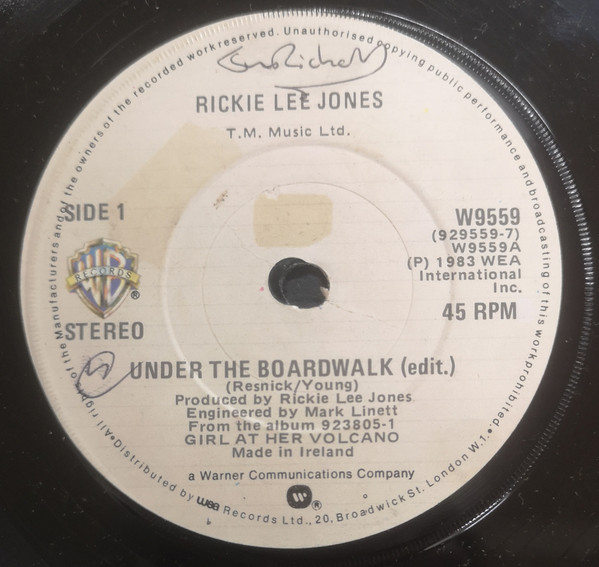 All rights of the Manufacturers and of the owners of the recorded work reserved. Unauthorised copying public performance and broadcasting of this work prohibited.
RICKIE LEE JONES
T.M. Music Ltd.
SIDE 1
W9559
(929559-7)
W9559A
(P) 1983 WEA
International
Inc.
WB
RECORDS
®
STEREO
45 RPM
UNDER THE BOARDWALK (edit.)
(Resnick/Young)
Produced by Rickie Lee Jones
Engineered by Mark Linett
From the album 923805-1
GIRL AT HER VOLCANO
Made in Ireland
a Warner Communications Company
®
• Distributed by wea Records Ltd., 20, Broadwick St. London W.1. •